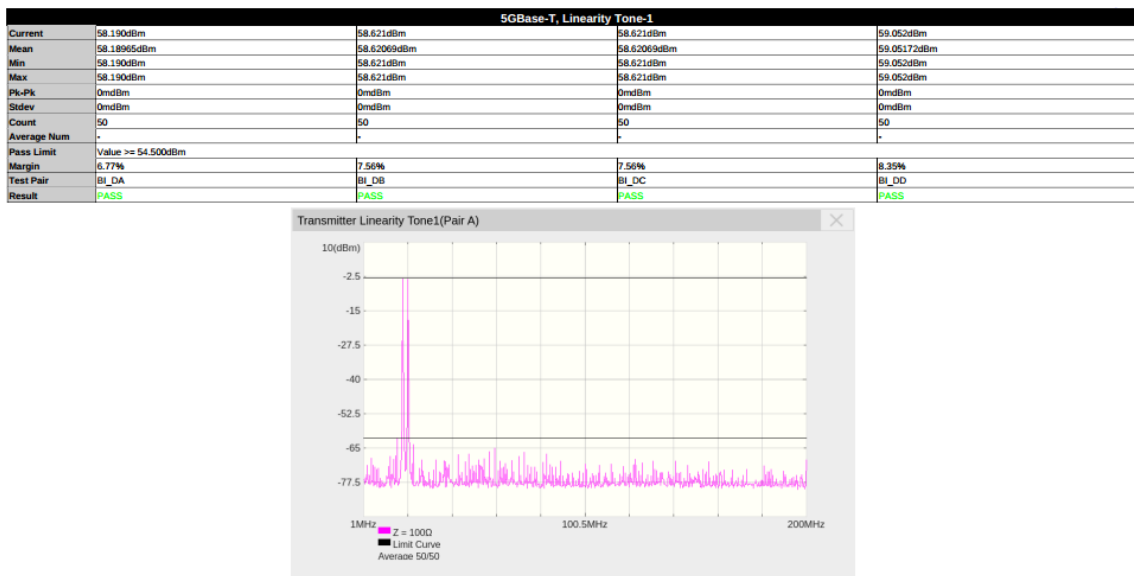 5GBase-T, Linearity Tone-1
Current 58.190dBm 58.621dBm 58.621dBm 59.052dBm
Mean 58.18965dBm 58.62069dBm 58.62069dBm 59.05172dBm
Min 58.190dBm 58.621dBm 58.621dBm 59.052dBm
Max 58.190dBm 58.621dBm 58.621dBm 59.052dBm
Pk-Pk 0mdBm 0mdBm 0mdBm 0mdBm
Stdev 0mdBm 0mdBm 0mdBm 0mdBm
Count 50 50 50 50
Average Num - - - -
Pass Limit Value >= 54.500dBm
Margin 6.77% 7.56% 7.56% 8.35%
Test Pair BI_DA BI_DB BI_DC BI_DD
Result PASS PASS PASS PASS
Transmitter Linearity Tone1(Pair A)
10(dBm)
-2.5
-15
-27.5
-40
-52.5
-65
-77.5
1MHz 100.5MHz 200MHz
Z = 100Ω
Limit Curve
Average 50/50